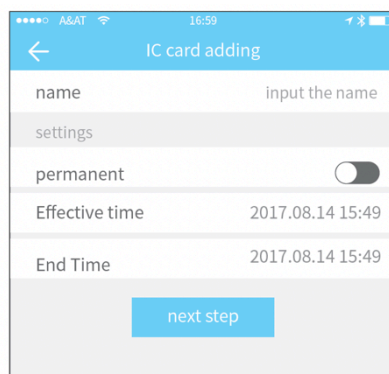 A&AT 16:59
IC card adding
name input the name
settings
permanent
Effective time 2017.08.14 15:49
End Time 2017.08.14 15:49
next step